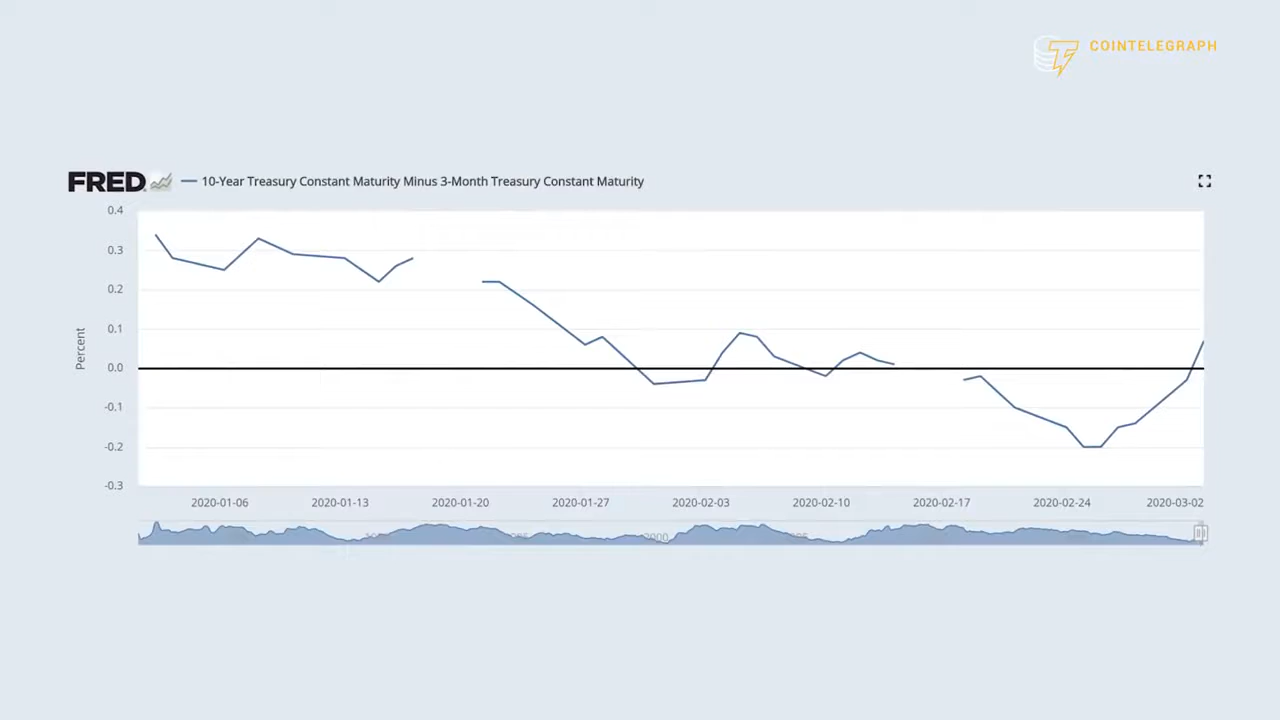 COINTELEGRAPH
FRED 10-Year Treasury Constant Maturity Minus 3-Month Treasury Constant Maturity
0.4
0.3
0.2
0.1
0.0
-0.1
-0.2
-0.3
Percent
2020-01-06 2020-01-13 2020-01-20 2020-01-27 2020-02-03 2020-02-10 2020-02-17 2020-02-24 2020-03-02
2000